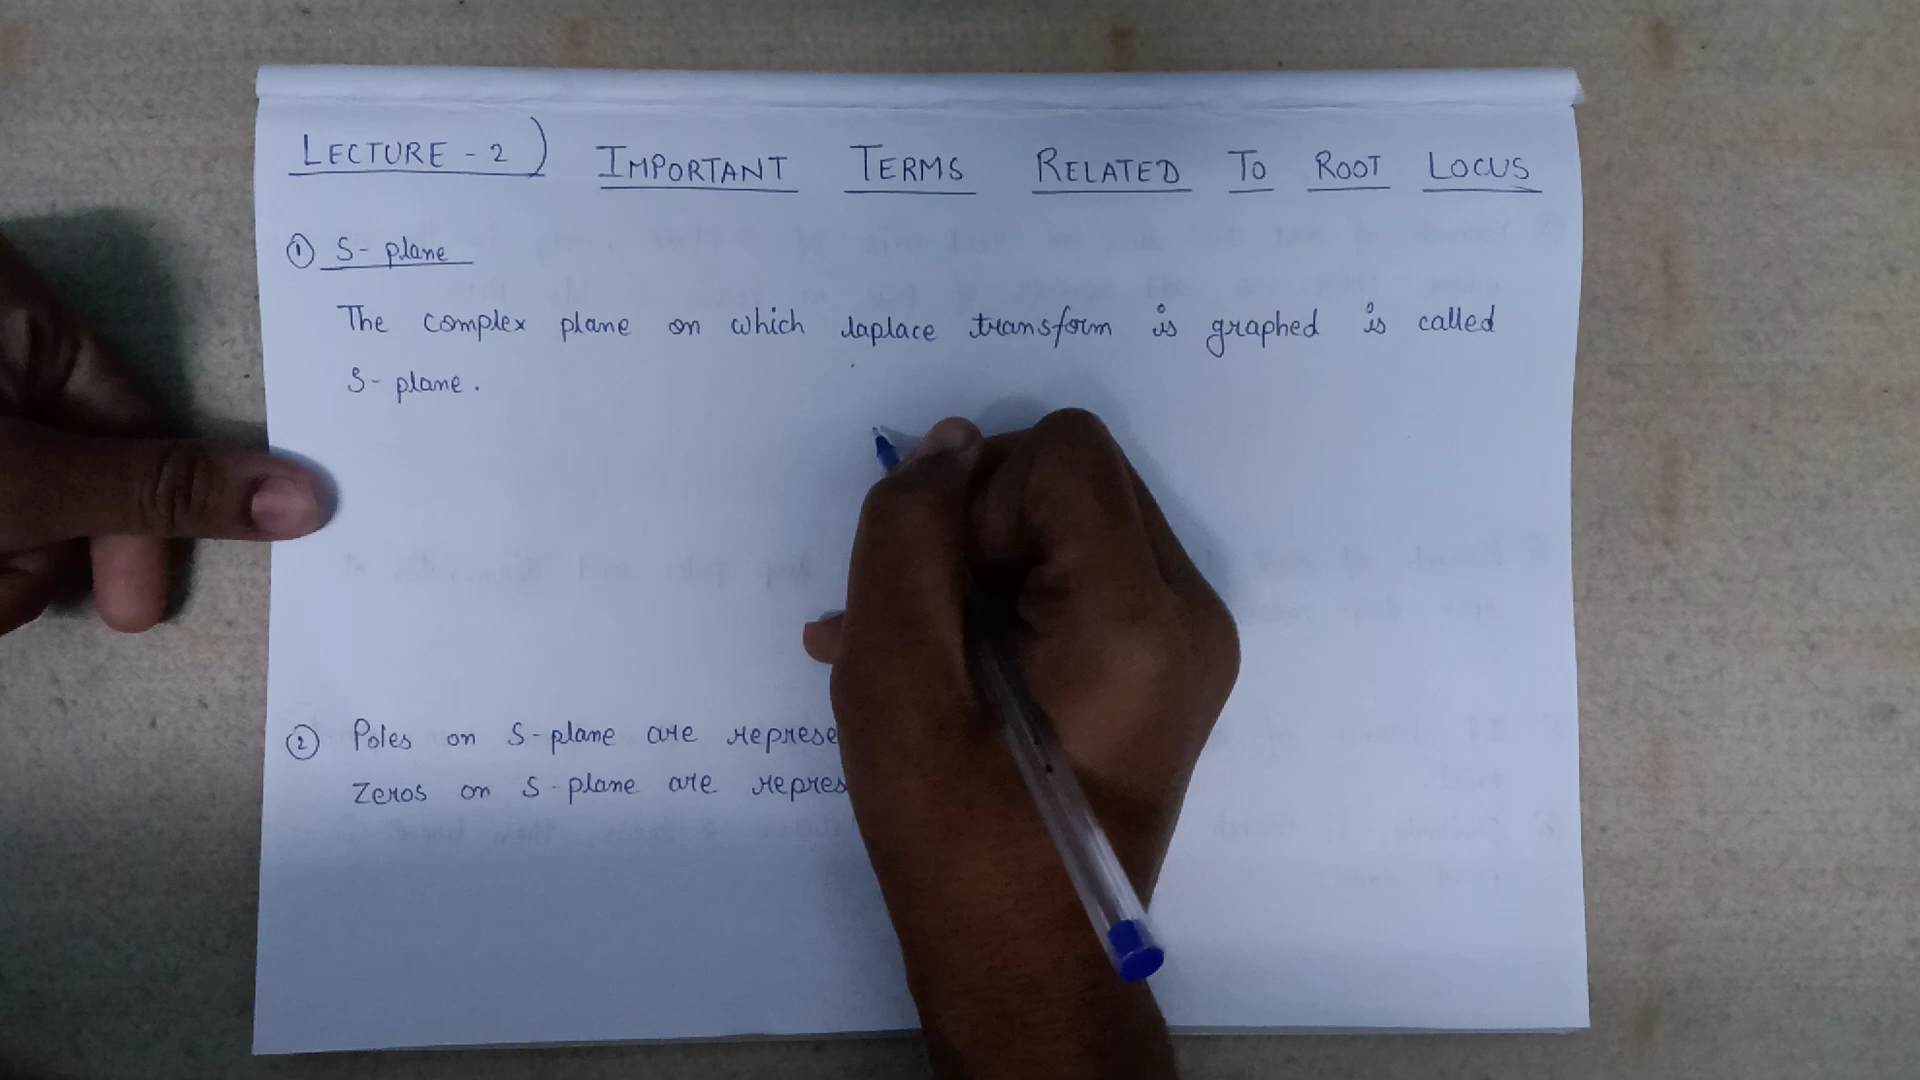 LECTURE - 2) IMPORTANT TERMS RELATED TO ROOT LOCUS
① S- plane
The complex plane on which laplace transform is graphed is called
S- plane.
② Poles on S-plane are represe
Zeros on S-plane are repres